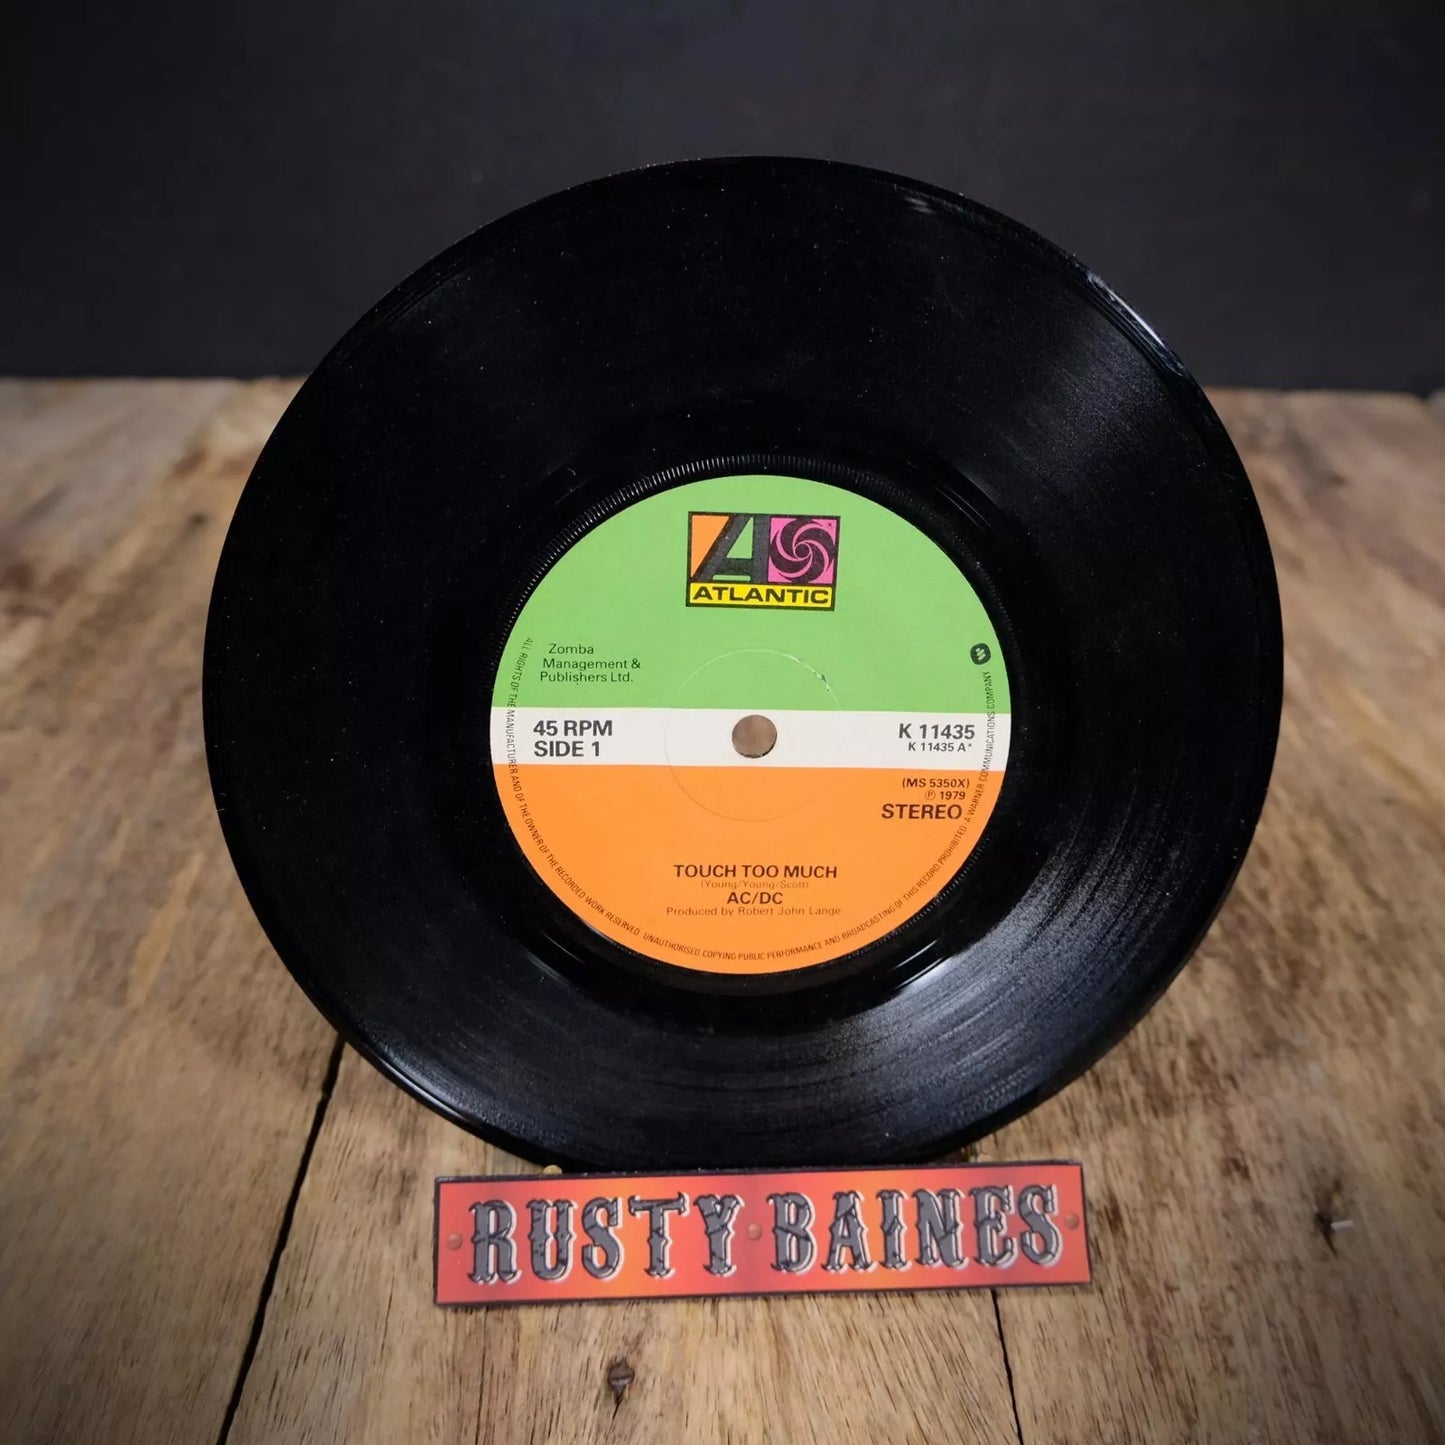 ATLANTIC
Zomba
Management &
Publishers Ltd.
45 RPM
SIDE 1
K 11435
K 11435 A*
(MS 5350X)
℗ 1979
STEREO
TOUCH TOO MUCH
(Young/Young-Scott)
AC/DC
Produced by Robert John Lange
ALL RIGHTS OF THE MANUFACTURER AND OF THE OWNER OF THE RECORDED WORK RESERVED. UNAUTHORISED COPYING PUBLIC PERFORMANCE AND BROADCASTING OF THIS RECORD PROHIBITED. A WARNER COMMUNICATIONS COMPANY
RUSTY BAINES